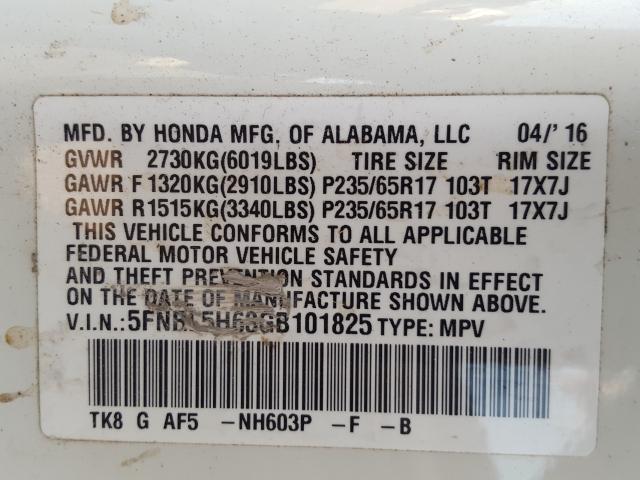 MFD. BY HONDA MFG. OF ALABAMA, LLC 04/'16
GVWR 2730KG(6019LBS) TIRE SIZE RIM SIZE
GAWR F 1320KG(2910LBS) P235/65R17 103T 17X7J
GAWR R1515KG(3340LBS) P235/65R17 103T 17X7J
THIS VEHICLE CONFORMS TO ALL APPLICABLE
FEDERAL MOTOR VEHICLE SAFETY
AND THEFT PREVENTION STANDARDS IN EFFECT
ON THE DATE OF MANUFACTURE SHOWN ABOVE.
V.I.N.: TYPE: MPV
TK8 G AF5 -NH603P -F -B